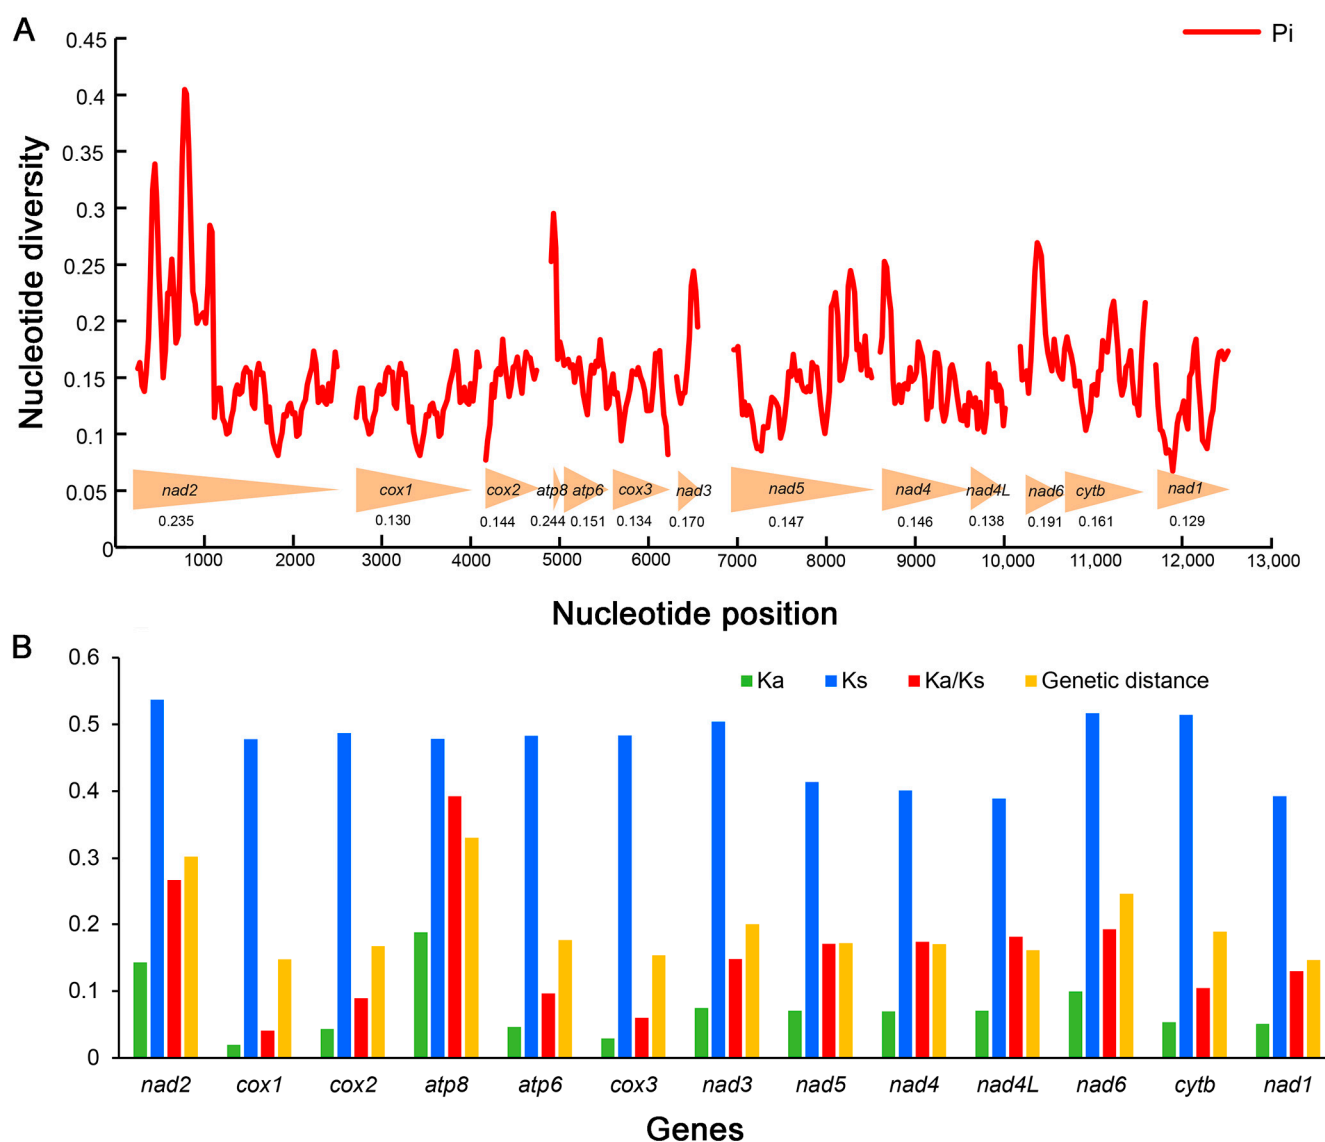 A
Pi
Nucleotide diversity
0.45
0.4
0.35
0.3
0.25
0.2
0.15
0.1
0.05
0
nad2 cox1 cox2 atp8 atp6 cox3 nad3 nad5 nad4 nad4L nad6 cytb nad1
0.235 0.130 0.144 0.244 0.151 0.134 0.170 0.147 0.146 0.138 0.191 0.161 0.129
1000 2000 3000 4000 5000 6000 7000 8000 9000 10,000 11,000 12,000 13,000
Nucleotide position
B
Ka Ks Ka/Ks Genetic distance
0.6
0.5
0.4
0.3
0.2
0.1
0
nad2 cox1 cox2 atp8 atp6 cox3 nad3 nad5 nad4 nad4L nad6 cytb nad1
Genes